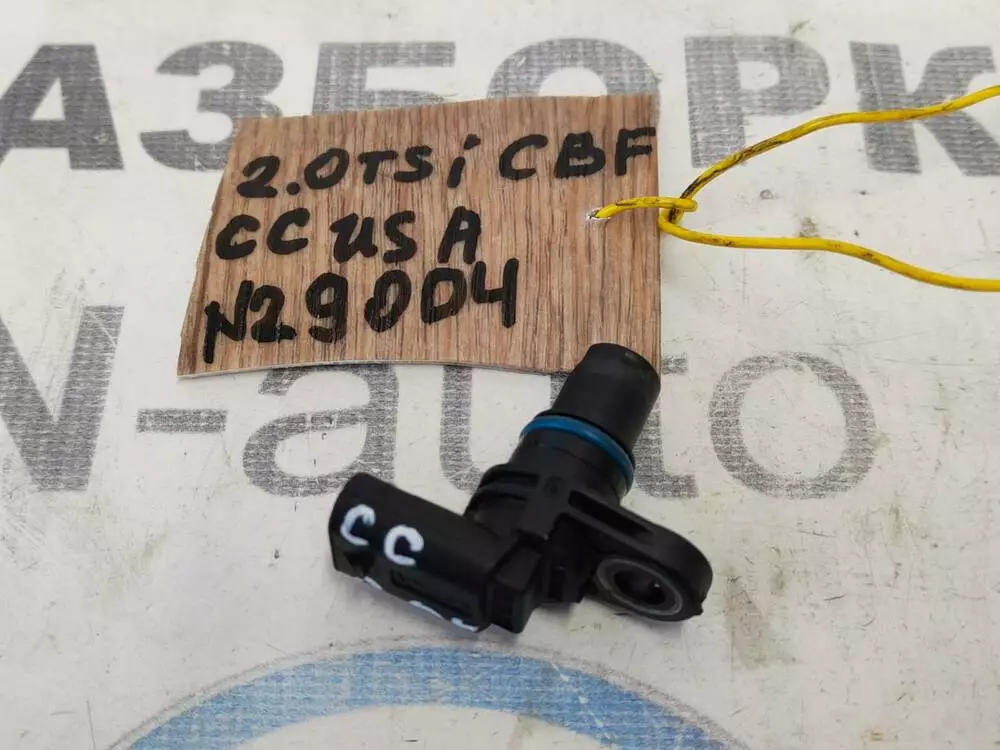 АЗБОРК
2.0TSi CBF
CC USA
N29004
N-auto
CC